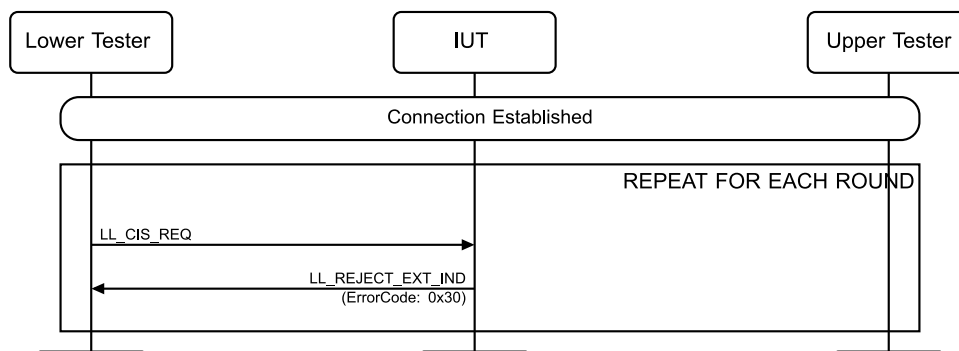 Lower Tester
IUT
Upper Tester
Connection Established
REPEAT FOR EACH ROUND
LL_CIS_REQ
LL_REJECT_EXT_IND
(ErrorCode: 0x30)